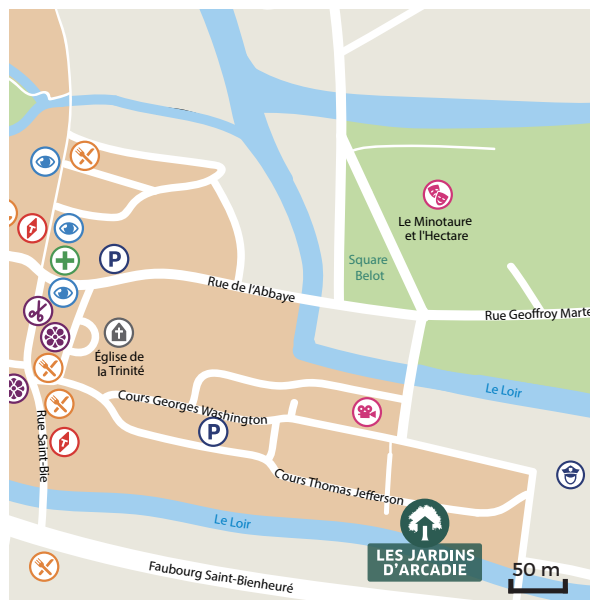 P
Le Minotaure
et l'Hectare
Square
Belot
Rue de l'Abbaye
Rue Geoffroy Marte
Église de
la Trinité
Le Loir
Cours Georges Washington
Rue Saint-Bie
P
Cours Thomas Jefferson
Le Loir
LES JARDINS
D'ARCADIE
50 m
Faubourg Saint-Bienheuré